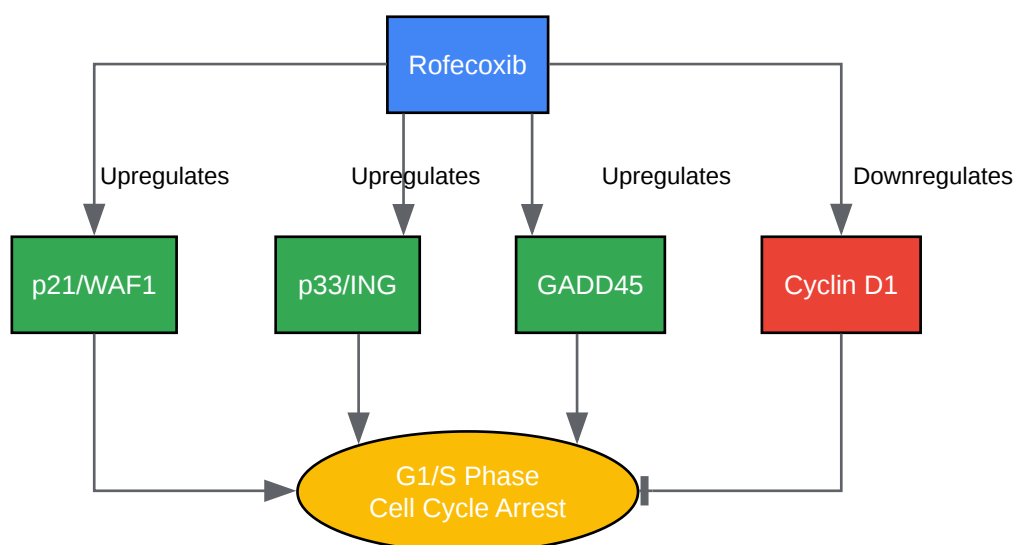 Rofecoxib
Upregulates
Upregulates
Upregulates
Downregulates
p21/WAF1
p33/ING
GADD45
Cyclin D1
G1/S Phase
Cell Cycle Arrest